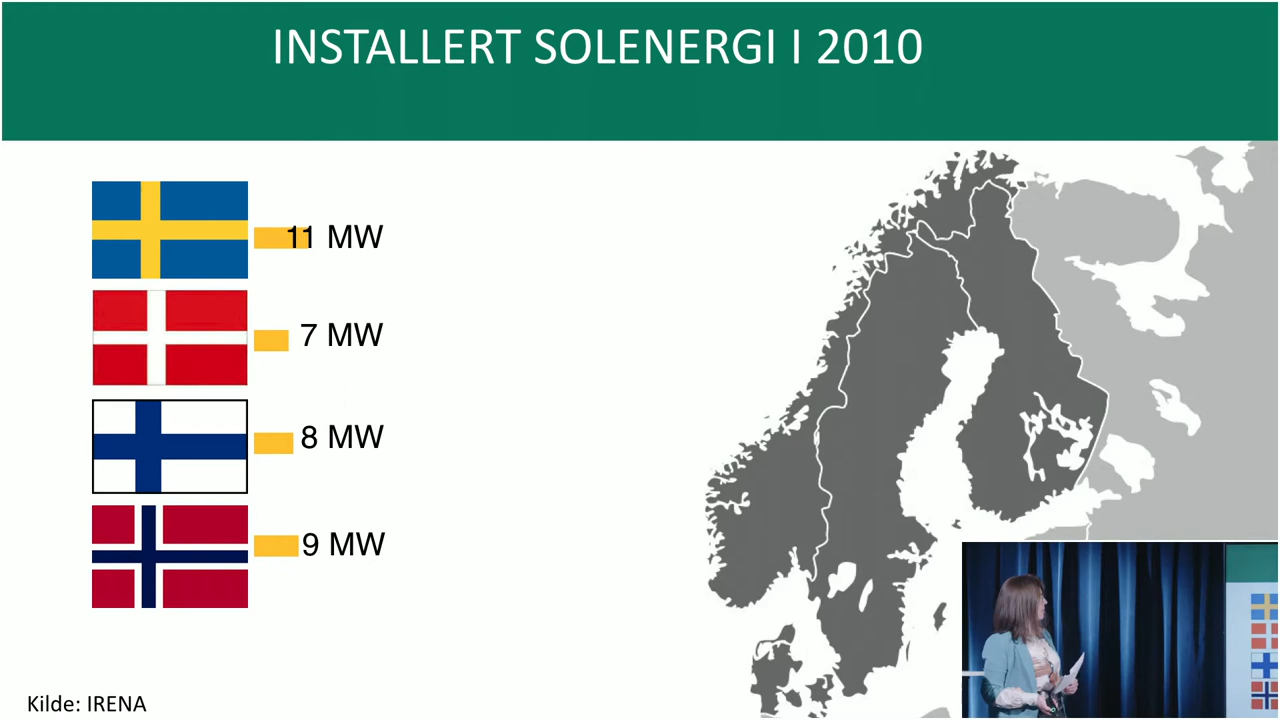 INSTALLERT SOLENERGI I 2010
11 MW
7 MW
8 MW
9 MW
Kilde: IRENA